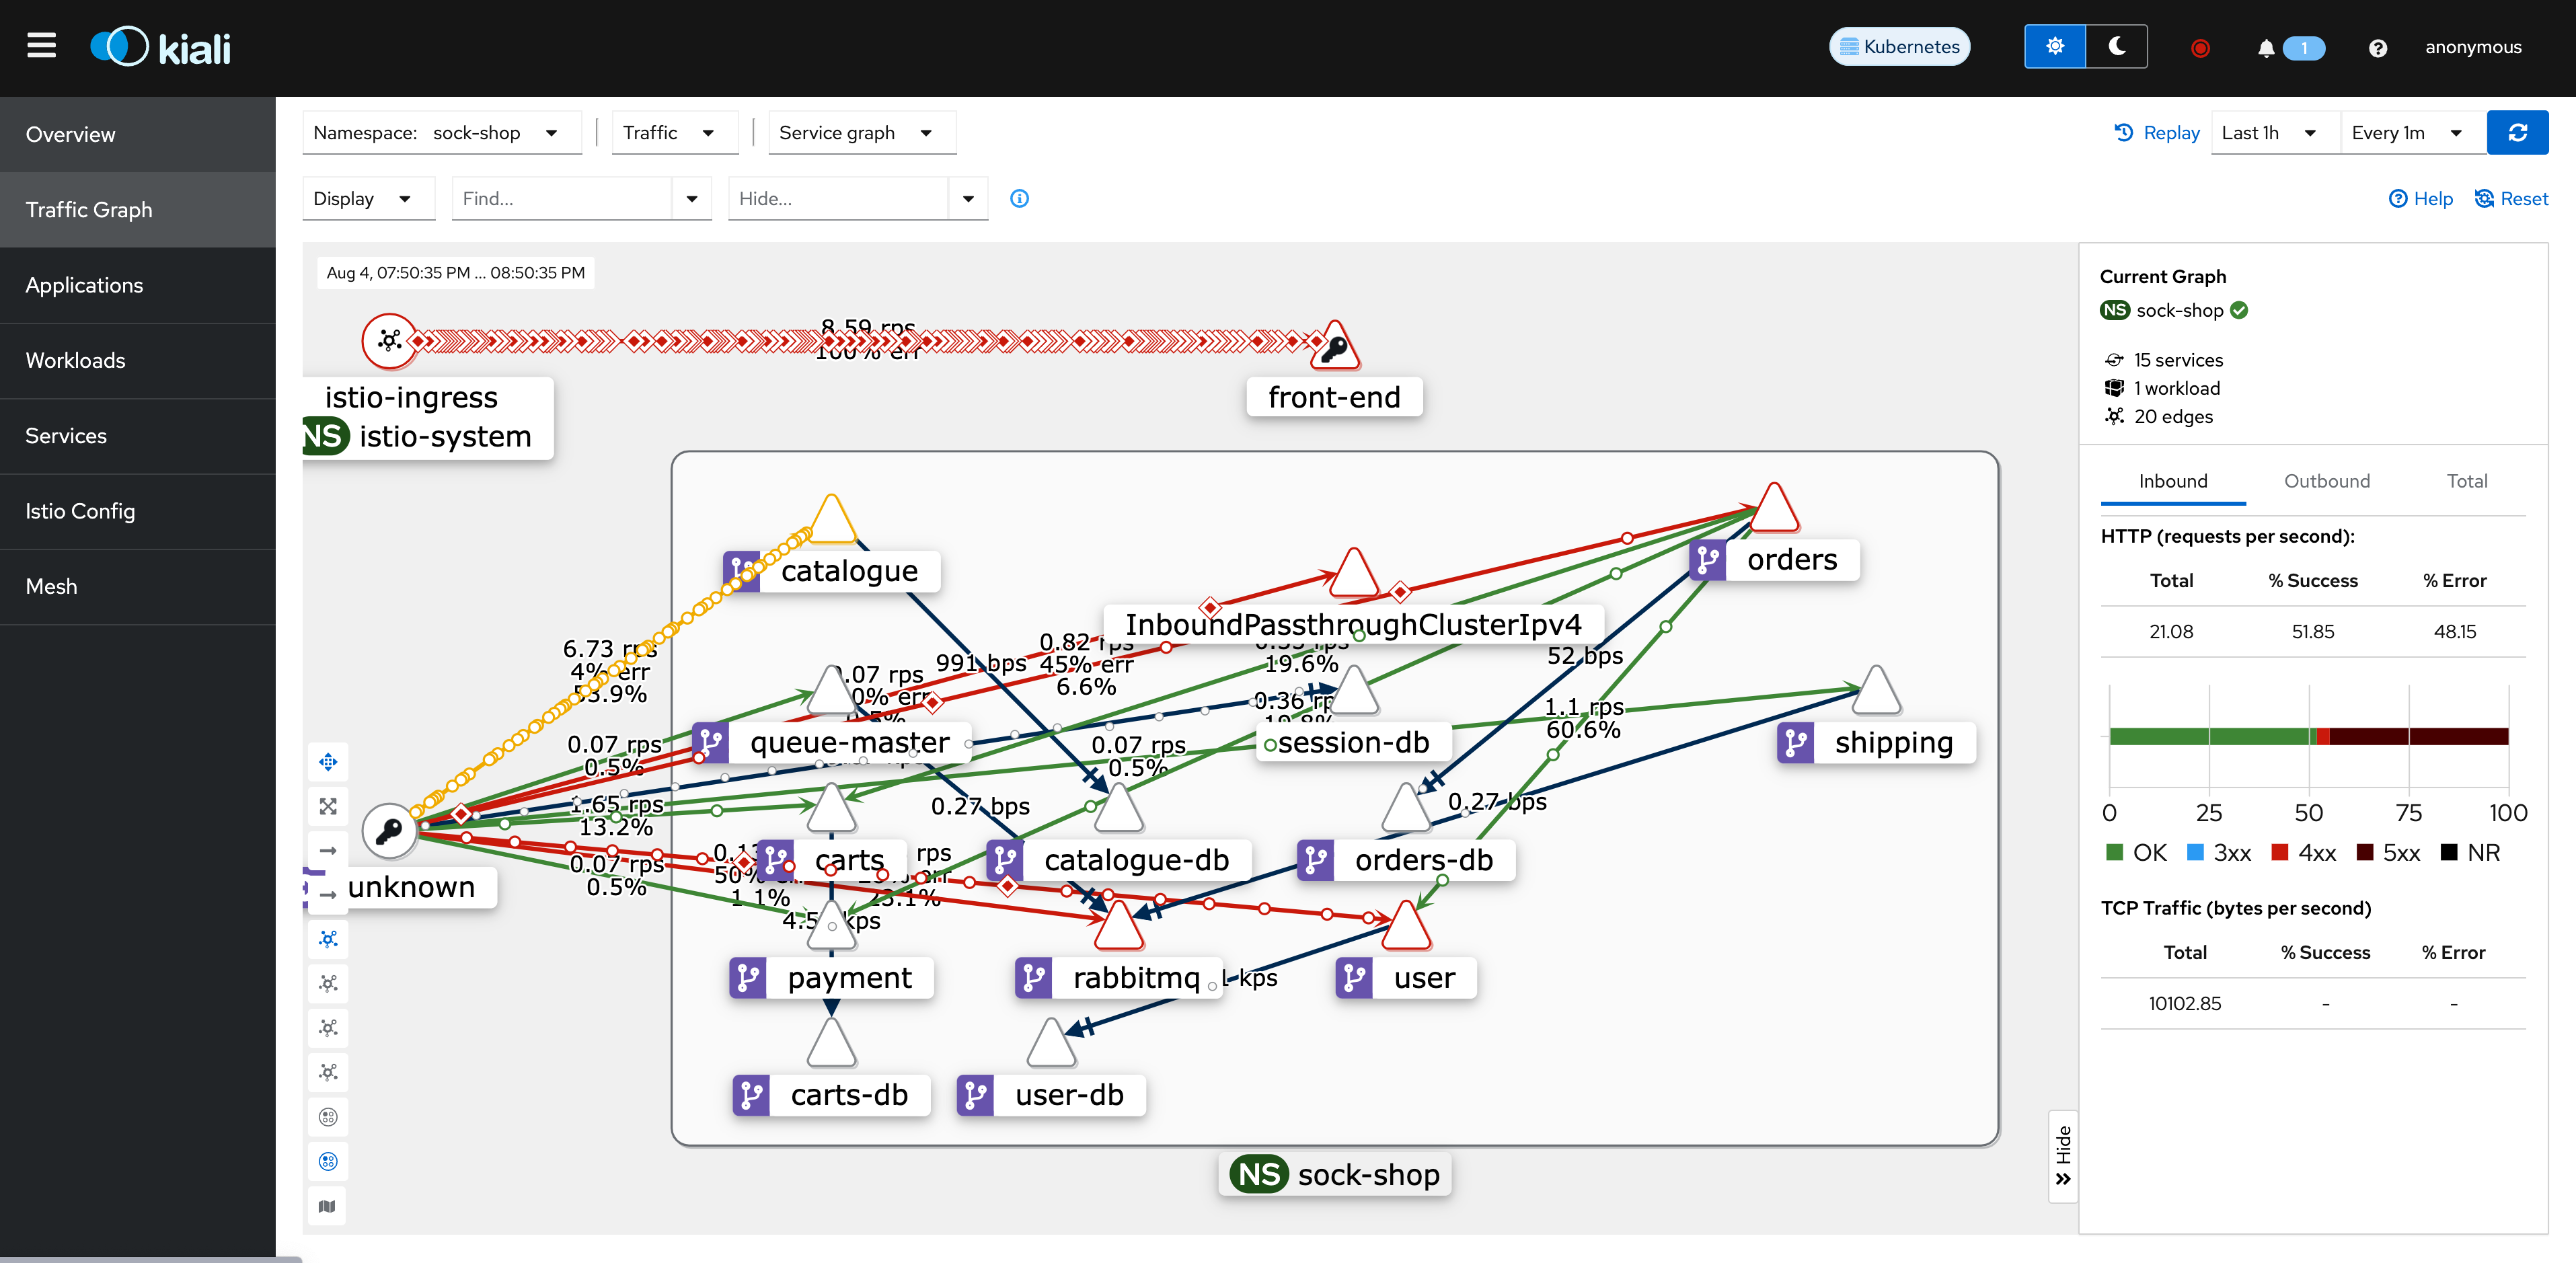 kiali
Kubernetes
1
anonymous
Overview
Traffic Graph
Applications
Workloads
Services
Istio Config
Mesh
Namespace: sock-shop
Traffic
Service graph
Replay
Last 1h
Every 1m
Display
Find...
Hide...
Help
Reset
Aug 4, 07:50:35 PM ... 08:50:35 PM
8.59 rps
100% err
istio-ingress
NS istio-system
front-end
catalogue
orders
InboundPassthroughClusterIpv4
6.73 rps
4% err
53.9%
991 bps
0.82 rps
45% err
6.6%
19.6%
52 bps
.07 rps
0% err
0.5%
0.36 rp
19.8%
1.1 rps
60.6%
queue-master
session-db
shipping
0.07 rps
0.5%
0.07 rps
0.5%
1.65 rps
13.2%
0.27 bps
0.27 bps
0.07 rps
0.5%
50%
1.1%
rps
23.1%
carts
catalogue-db
orders-db
unknown
kps
payment
rabbitmq
kps
user
carts-db
user-db
NS sock-shop
Hide
Current Graph
NS sock-shop
15 services
1 workload
20 edges
Inbound
Outbound
Total
HTTP (requests per second):
Total % Success % Error
21.08 51.85 48.15
0 25 50 75 100
OK 3xx 4xx 5xx NR
TCP Traffic (bytes per second)
Total % Success % Error
10102.85 - -